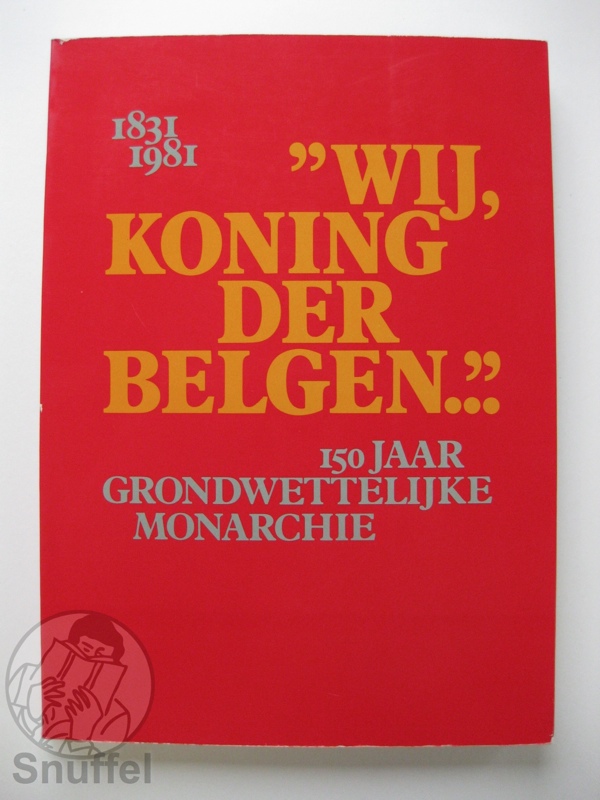 1831
1981
”WIJ,
KONING
DER
BELGEN...”
150 JAAR
GRONDWETTELIJKE
MONARCHIE
Snuffel